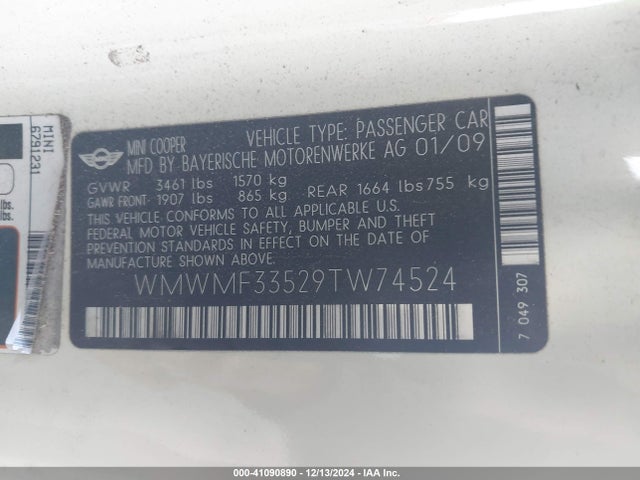 MINI COOPER VEHICLE TYPE: PASSENGER CAR
MFD BY BAYERISCHE MOTORENWERKE AG 01/09
GVWR 3461 lbs 1570 kg
GAWR FRONT: 1907 lbs 865 kg REAR 1664 lbs 755 kg
THIS VEHICLE CONFORMS TO ALL APPLICABLE U.S.
FEDERAL MOTOR VEHICLE SAFETY, BUMPER AND THEFT
PREVENTION STANDARDS IN EFFECT ON THE DATE OF
MANUFACTURE SHOWN ABOVE.
WMWMF33529TW74524
7 049 307
MINI
6791231
lbs.
lbs.
000-41090890 - 12/13/2024 - IAA Inc.